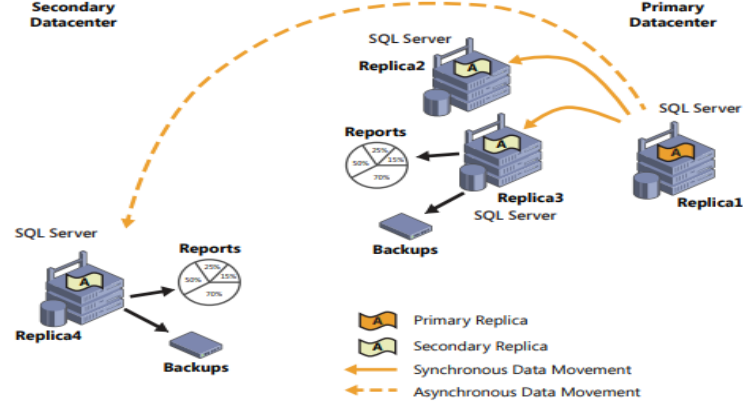 Secondary
Datacenter
Primary
Datacenter
SQL Server
Replica2
A
SQL Server
A
Replica1
Reports
25%
50%
15%
70%
A
Replica3
SQL Server
Backups
SQL Server
A
Replica4
Reports
25%
50%
15%
70%
Backups
A Primary Replica
A Secondary Replica
Synchronous Data Movement
Asynchronous Data Movement